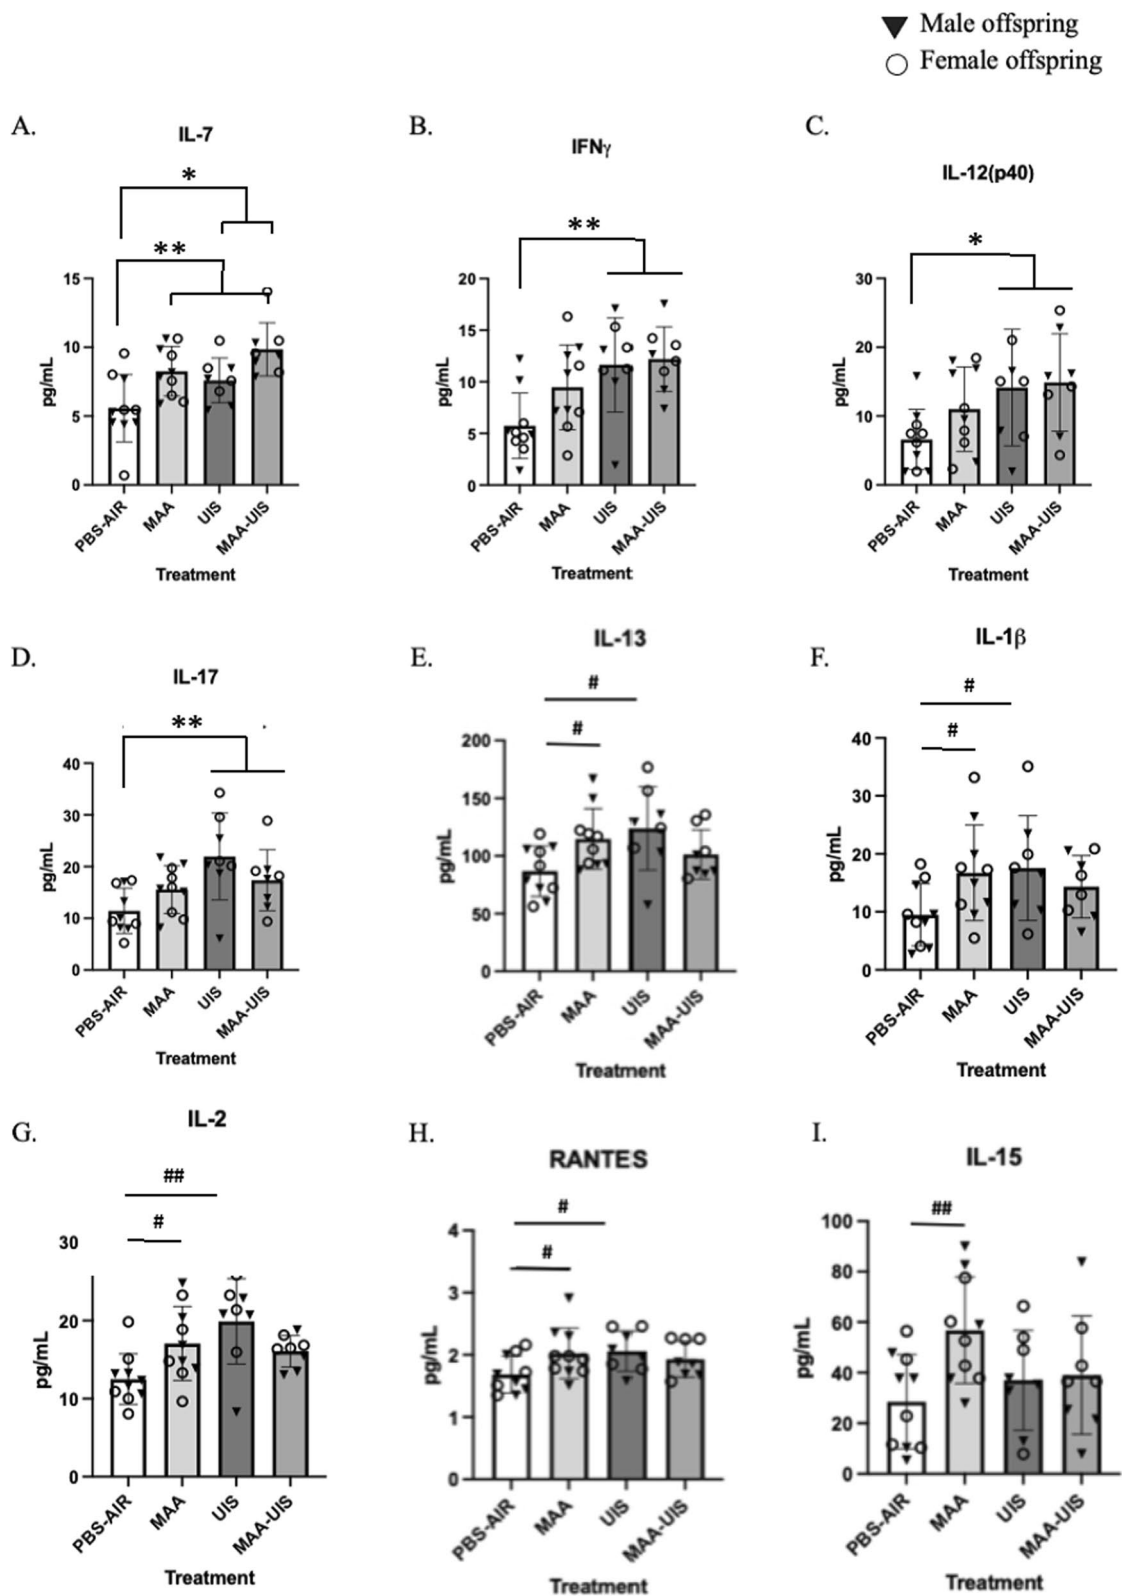 Male offspring
Female offspring
A.
IL-7
*
**
15
10
5
0
pg/mL
PBS-AIR
MAA
UIS
MAA-UIS
Treatment
B.
IFNγ
**
20
15
10
5
0
pg/mL
PBS-AIR
MAA
UIS
MAA-UIS
Treatment
C.
IL-12(p40)
*
30
20
10
0
pg/mL
PBS-AIR
MAA
UIS
MAA-UIS
Treatment
D.
IL-17
**
40
30
20
10
0
pg/mL
PBS-AIR
MAA
UIS
MAA-UIS
Treatment
E.
IL-13
#
#
200
150
100
50
0
pg/mL
PBS-AIR
MAA
UIS
MAA-UIS
Treatment
F.
IL-1β
#
#
40
30
20
10
0
pg/mL
PBS-AIR
MAA
UIS
MAA-UIS
Treatment
G.
IL-2
##
#
30
20
10
0
pg/mL
PBS-AIR
MAA
UIS
MAA-UIS
Treatment
H.
RANTES
#
#
4
3
2
1
0
pg/mL
PBS-AIR
MAA
UIS
MAA-UIS
Treatment
I.
IL-15
##
100
80
60
40
20
0
pg/mL
PBS-AIR
MAA
UIS
MAA-UIS
Treatment